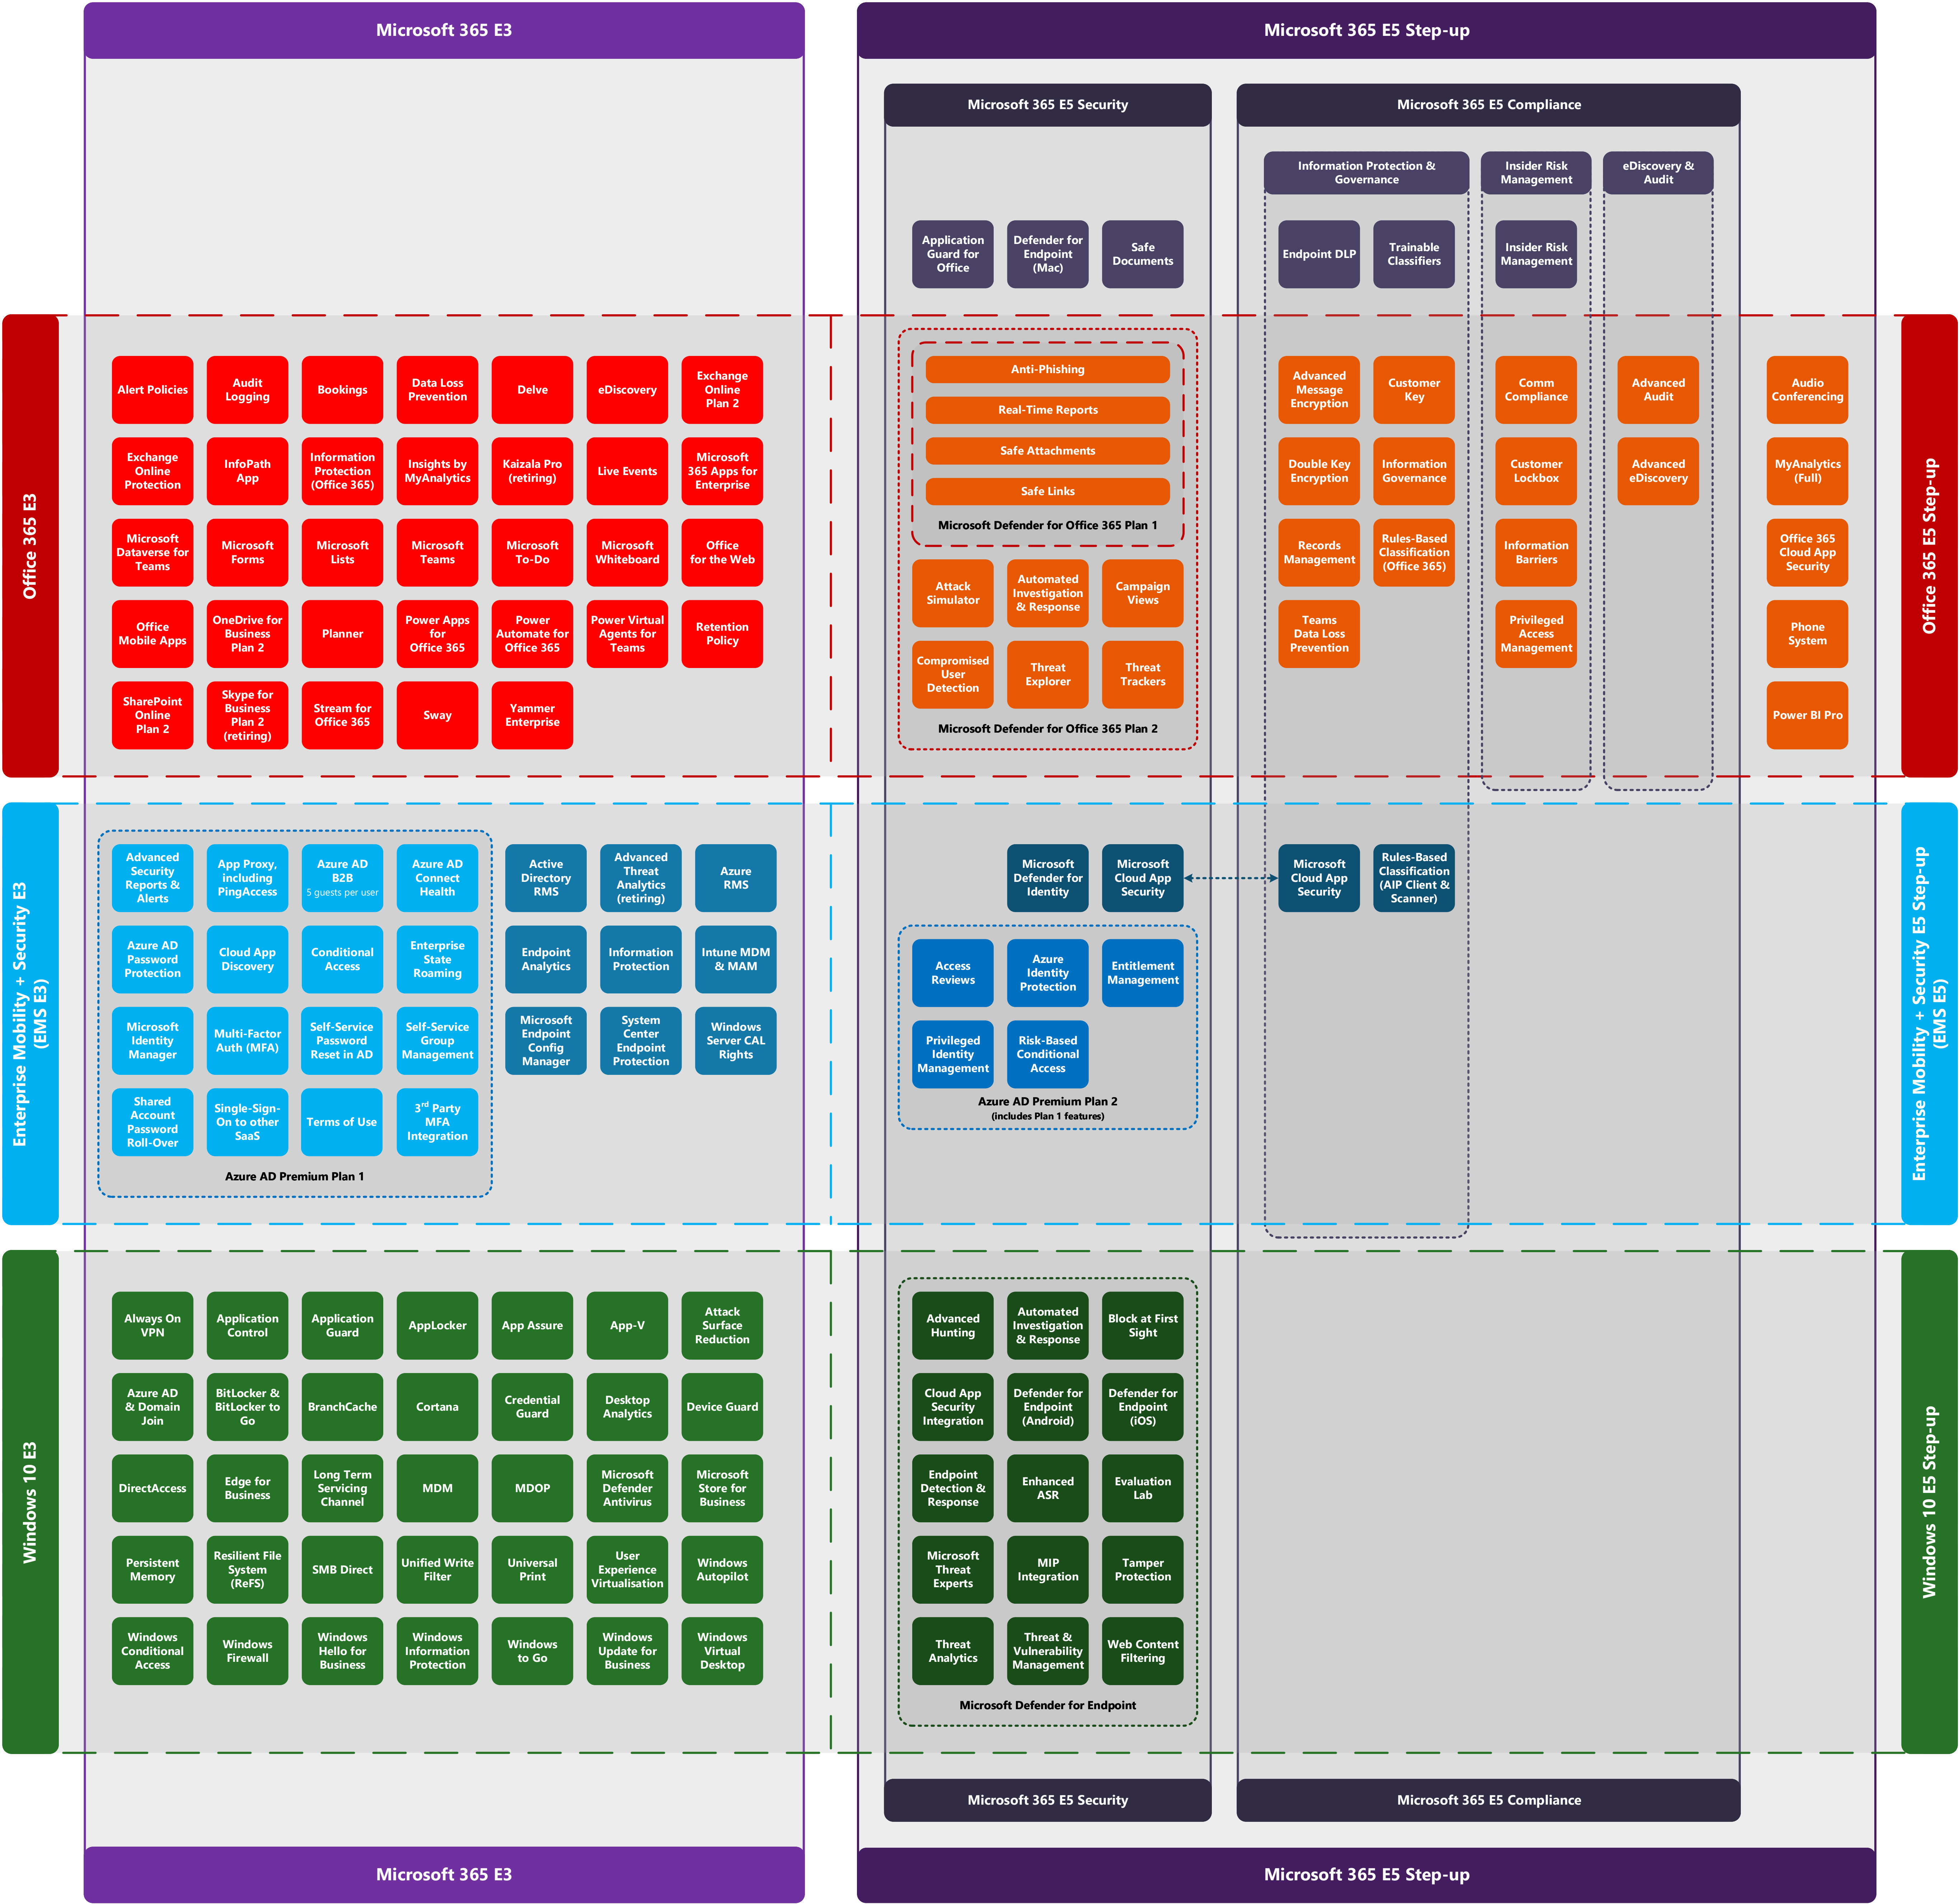 Microsoft 365 E3
Microsoft 365 E5 Step-up
Microsoft 365 E5 Security
Microsoft 365 E5 Compliance
Information Protection &
Governance
Insider Risk
Management
eDiscovery &
Audit
Application
Guard for
Office
Defender for
Endpoint
(Mac)
Safe
Documents
Endpoint DLP
Trainable
Classifiers
Insider Risk
Management
Office 365 E3
Alert Policies
Audit
Logging
Bookings
Data Loss
Prevention
Delve
eDiscovery
Exchange
Online
Plan 2
Exchange
Online
Protection
InfoPath
App
Information
Protection
(Office 365)
Insights by
MyAnalytics
Kaizala Pro
(retiring)
Live Events
Microsoft
365 Apps for
Enterprise
Microsoft
Dataverse for
Teams
Microsoft
Forms
Microsoft
Lists
Microsoft
Teams
Microsoft
To-Do
Microsoft
Whiteboard
Office
for the Web
Office
Mobile Apps
OneDrive for
Business
Plan 2
Planner
Power Apps
for
Office 365
Power
Automate for
Office 365
Power Virtual
Agents for
Teams
Retention
Policy
SharePoint
Online
Plan 2
Skype for
Business
Plan 2
(retiring)
Stream for
Office 365
Sway
Yammer
Enterprise
Anti-Phishing
Real-Time Reports
Safe Attachments
Safe Links
Microsoft Defender for Office 365 Plan 1
Attack
Simulator
Automated
Investigation
& Response
Campaign
Views
Compromised
User
Detection
Threat
Explorer
Threat
Trackers
Microsoft Defender for Office 365 Plan 2
Advanced
Message
Encryption
Customer
Key
Double Key
Encryption
Information
Governance
Records
Management
Rules-Based
Classification
(Office 365)
Teams
Data Loss
Prevention
Comm
Compliance
Customer
Lockbox
Information
Barriers
Privileged
Access
Management
Advanced
Audit
Advanced
eDiscovery
Audio
Conferencing
MyAnalytics
(Full)
Office 365
Cloud App
Security
Phone
System
Power BI Pro
Office 365 E5 Step-up
Enterprise Mobility + Security E3
(EMS E3)
Advanced
Security
Reports &
Alerts
App Proxy,
including
PingAccess
Azure AD
B2B
5 guests per user
Azure AD
Connect
Health
Azure AD
Password
Protection
Cloud App
Discovery
Conditional
Access
Enterprise
State
Roaming
Microsoft
Identity
Manager
Multi-Factor
Auth (MFA)
Self-Service
Password
Reset in AD
Self-Service
Group
Management
Shared
Account
Password
Roll-Over
Single-Sign-
On to other
SaaS
Terms of Use
3rd Party
MFA
Integration
Azure AD Premium Plan 1
Active
Directory
RMS
Advanced
Threat
Analytics
(retiring)
Azure
RMS
Endpoint
Analytics
Information
Protection
Intune MDM
& MAM
Microsoft
Endpoint
Config
Manager
System
Center
Endpoint
Protection
Windows
Server CAL
Rights
Microsoft
Defender for
Identity
Microsoft
Cloud App
Security
Microsoft
Cloud App
Security
Rules-Based
Classification
(AIP Client &
Scanner)
Access
Reviews
Azure
Identity
Protection
Entitlement
Management
Privileged
Identity
Management
Risk-Based
Conditional
Access
Azure AD Premium Plan 2
(includes Plan 1 features)
Enterprise Mobility + Security E5 Step-up
(EMS E5)
Windows 10 E3
Always On
VPN
Application
Control
Application
Guard
AppLocker
App Assure
App-V
Attack
Surface
Reduction
Azure AD
& Domain
Join
BitLocker &
BitLocker to
Go
BranchCache
Cortana
Credential
Guard
Desktop
Analytics
Device Guard
DirectAccess
Edge for
Business
Long Term
Servicing
Channel
MDM
MDOP
Microsoft
Defender
Antivirus
Microsoft
Store for
Business
Persistent
Memory
Resilient File
System
(ReFS)
SMB Direct
Unified Write
Filter
Universal
Print
User
Experience
Virtualisation
Windows
Autopilot
Windows
Conditional
Access
Windows
Firewall
Windows
Hello for
Business
Windows
Information
Protection
Windows
to Go
Windows
Update for
Business
Windows
Virtual
Desktop
Advanced
Hunting
Automated
Investigation
& Response
Block at First
Sight
Cloud App
Security
Integration
Defender for
Endpoint
(Android)
Defender for
Endpoint
(iOS)
Endpoint
Detection &
Response
Enhanced
ASR
Evaluation
Lab
Microsoft
Threat
Experts
MIP
Integration
Tamper
Protection
Threat
Analytics
Threat &
Vulnerability
Management
Web Content
Filtering
Microsoft Defender for Endpoint
Windows 10 E5 Step-up
Microsoft 365 E5 Security
Microsoft 365 E5 Compliance
Microsoft 365 E3
Microsoft 365 E5 Step-up